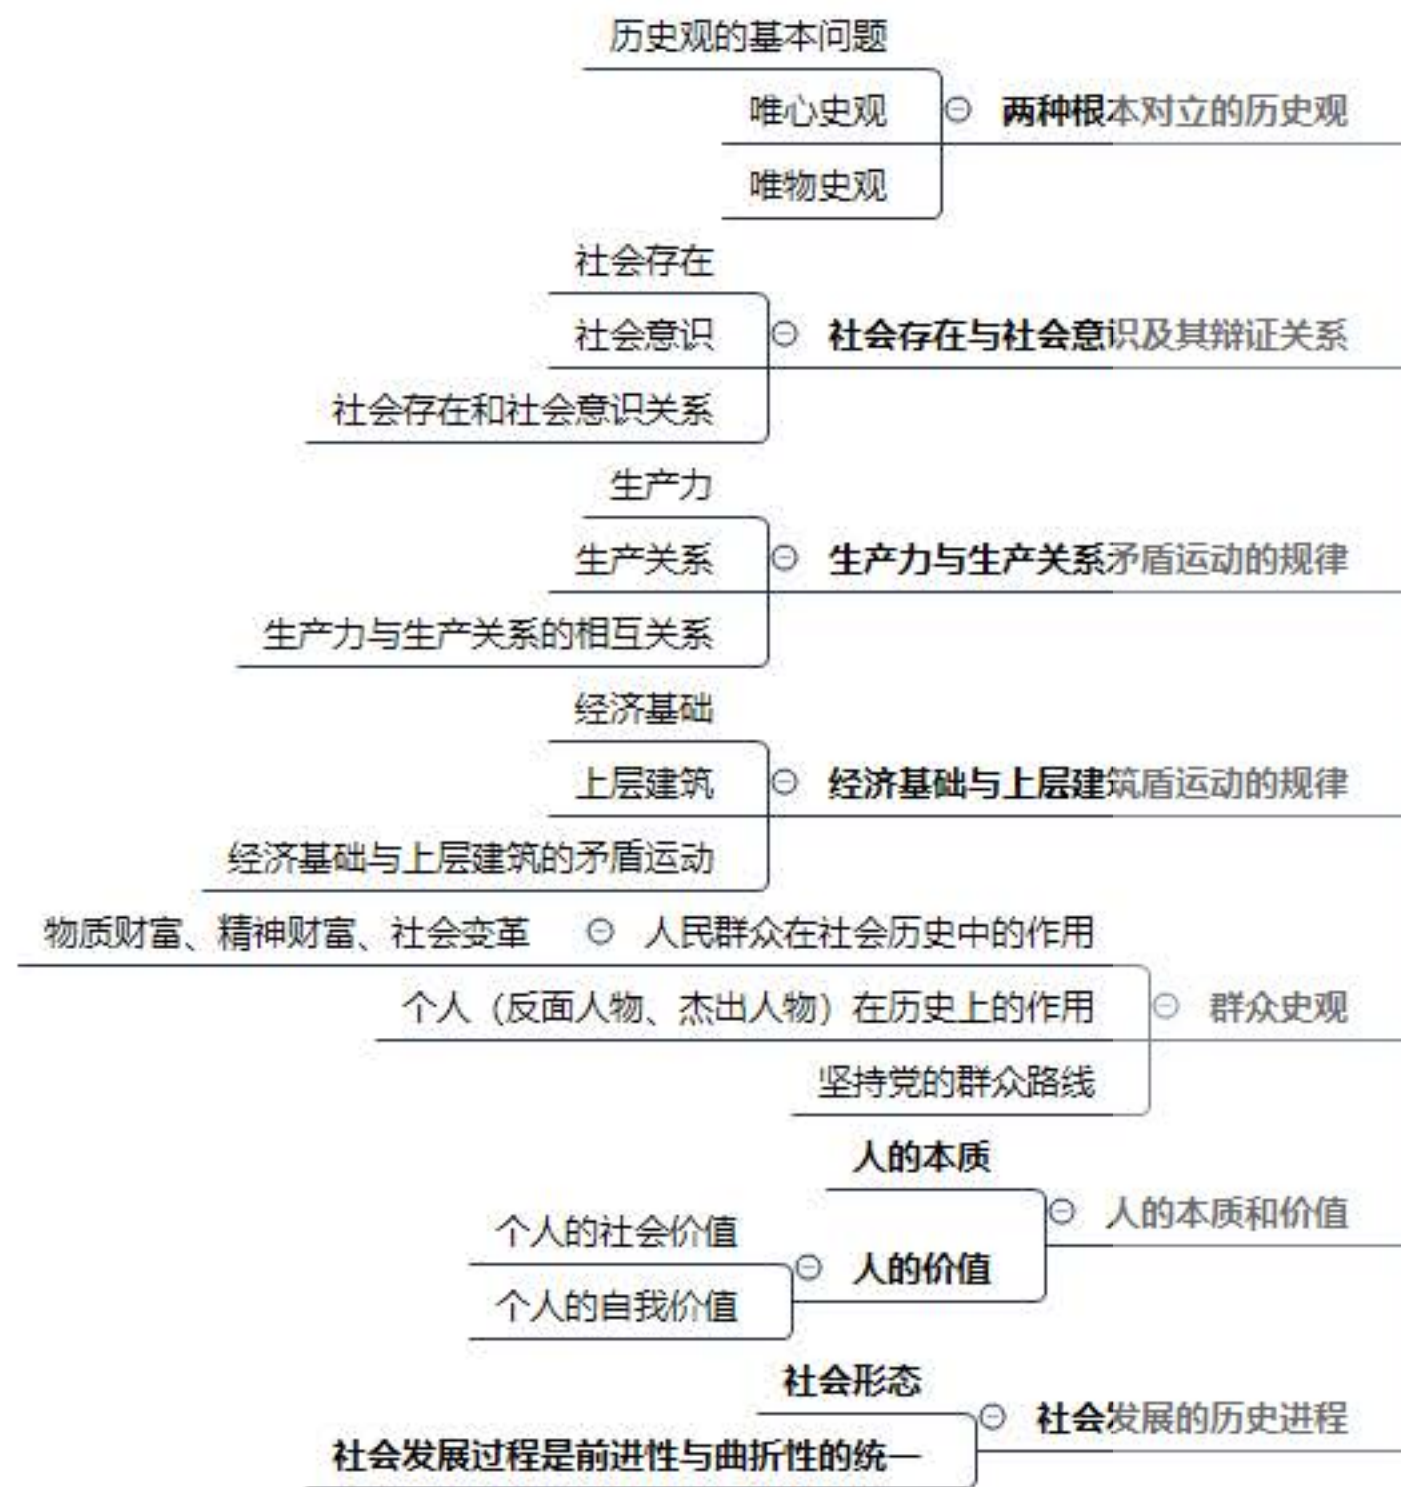 历史观的基本问题
唯心史观
两种根本对立的历史观
唯物史观
社会存在
社会意识
社会存在与社会意识及其辩证关系
社会存在和社会意识关系
生产力
生产关系
生产力与生产关系矛盾运动的规律
生产力与生产关系的相互关系
经济基础
上层建筑
经济基础与上层建筑盾运动的规律
经济基础与上层建筑的矛盾运动
物质财富、精神财富、社会变革
人民群众在社会历史中的作用
个人（反面人物、杰出人物）在历史上的作用
群众史观
坚持党的群众路线
人的本质
人的本质和价值
个人的社会价值
人的价值
个人的自我价值
社会形态
社会发展的历史进程
社会发展过程是前进性与曲折性的统一